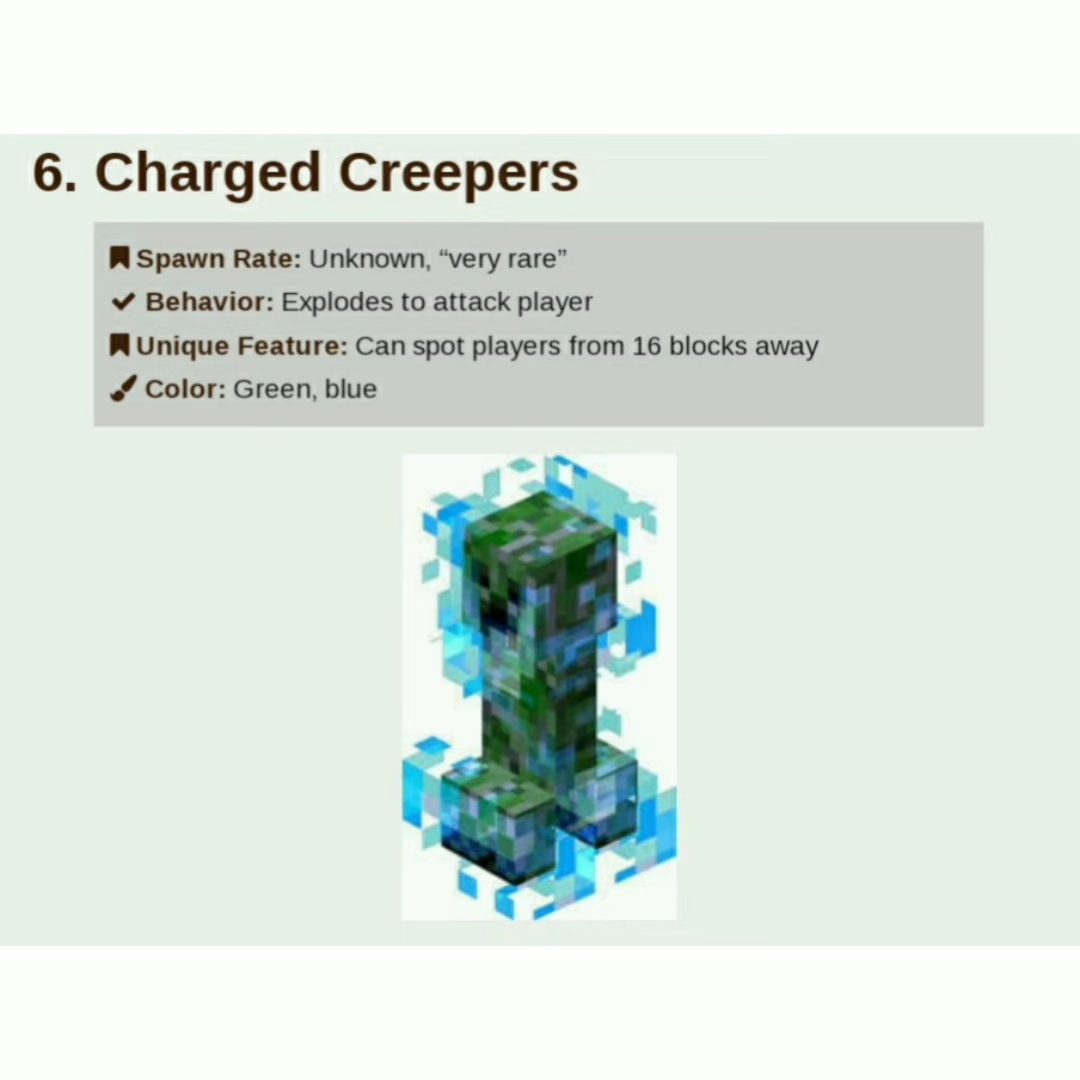 6. Charged Creepers
Spawn Rate: Unknown, “very rare”
Behavior: Explodes to attack player
Unique Feature: Can spot players from 16 blocks away
Color: Green, blue